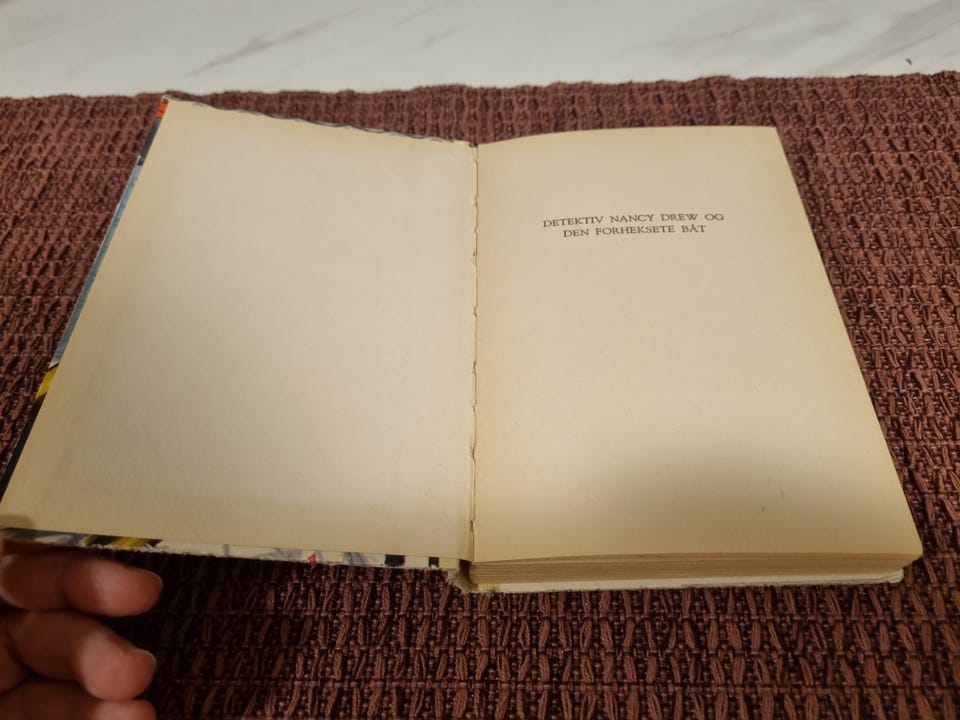 DETEKTIV NANCY DREW OG
DEN FORHEKSETE BÅT